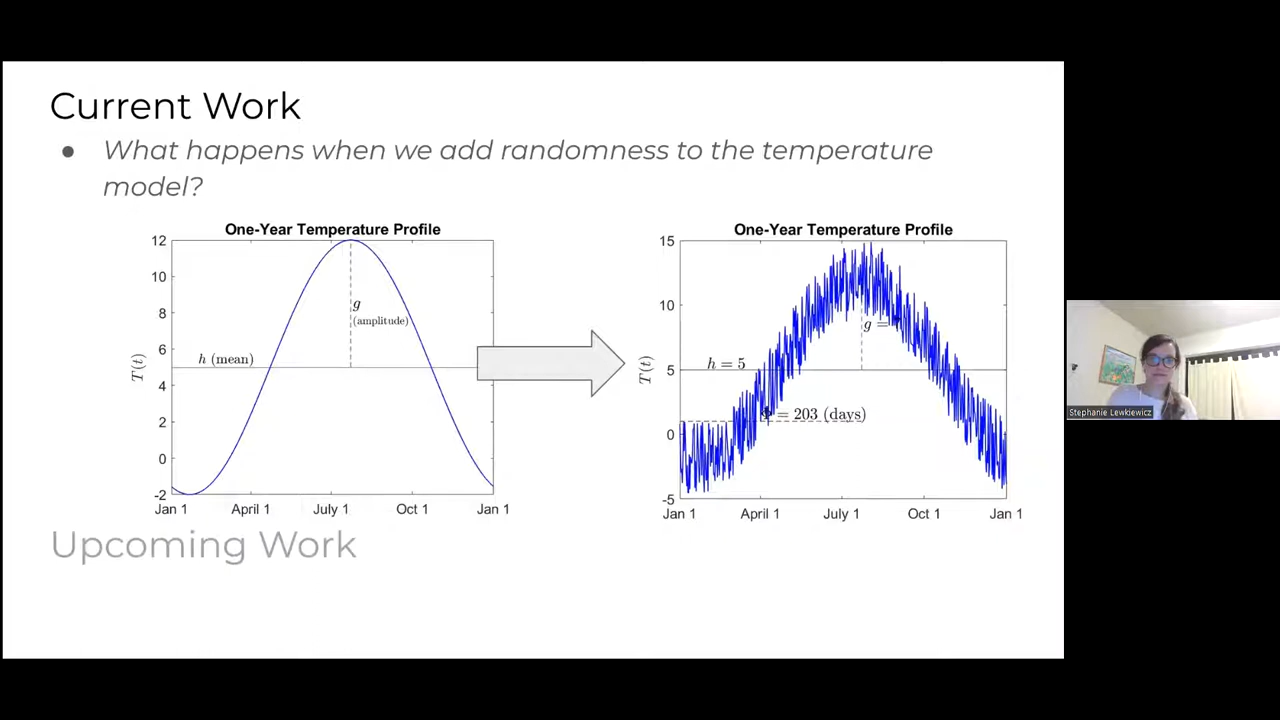 Current Work
● What happens when we add randomness to the temperature
model?
One-Year Temperature Profile
12
10
8
6
4
2
0
-2
T(t)
h (mean)
g
(amplitude)
Jan 1
April 1
July 1
Oct 1
Jan 1
One-Year Temperature Profile
15
10
5
0
-5
T(t)
h = 5
g =
= 203 (days)
Jan 1
April 1
July 1
Oct 1
Jan 1
Upcoming Work
Stephanie Lewkiewicz